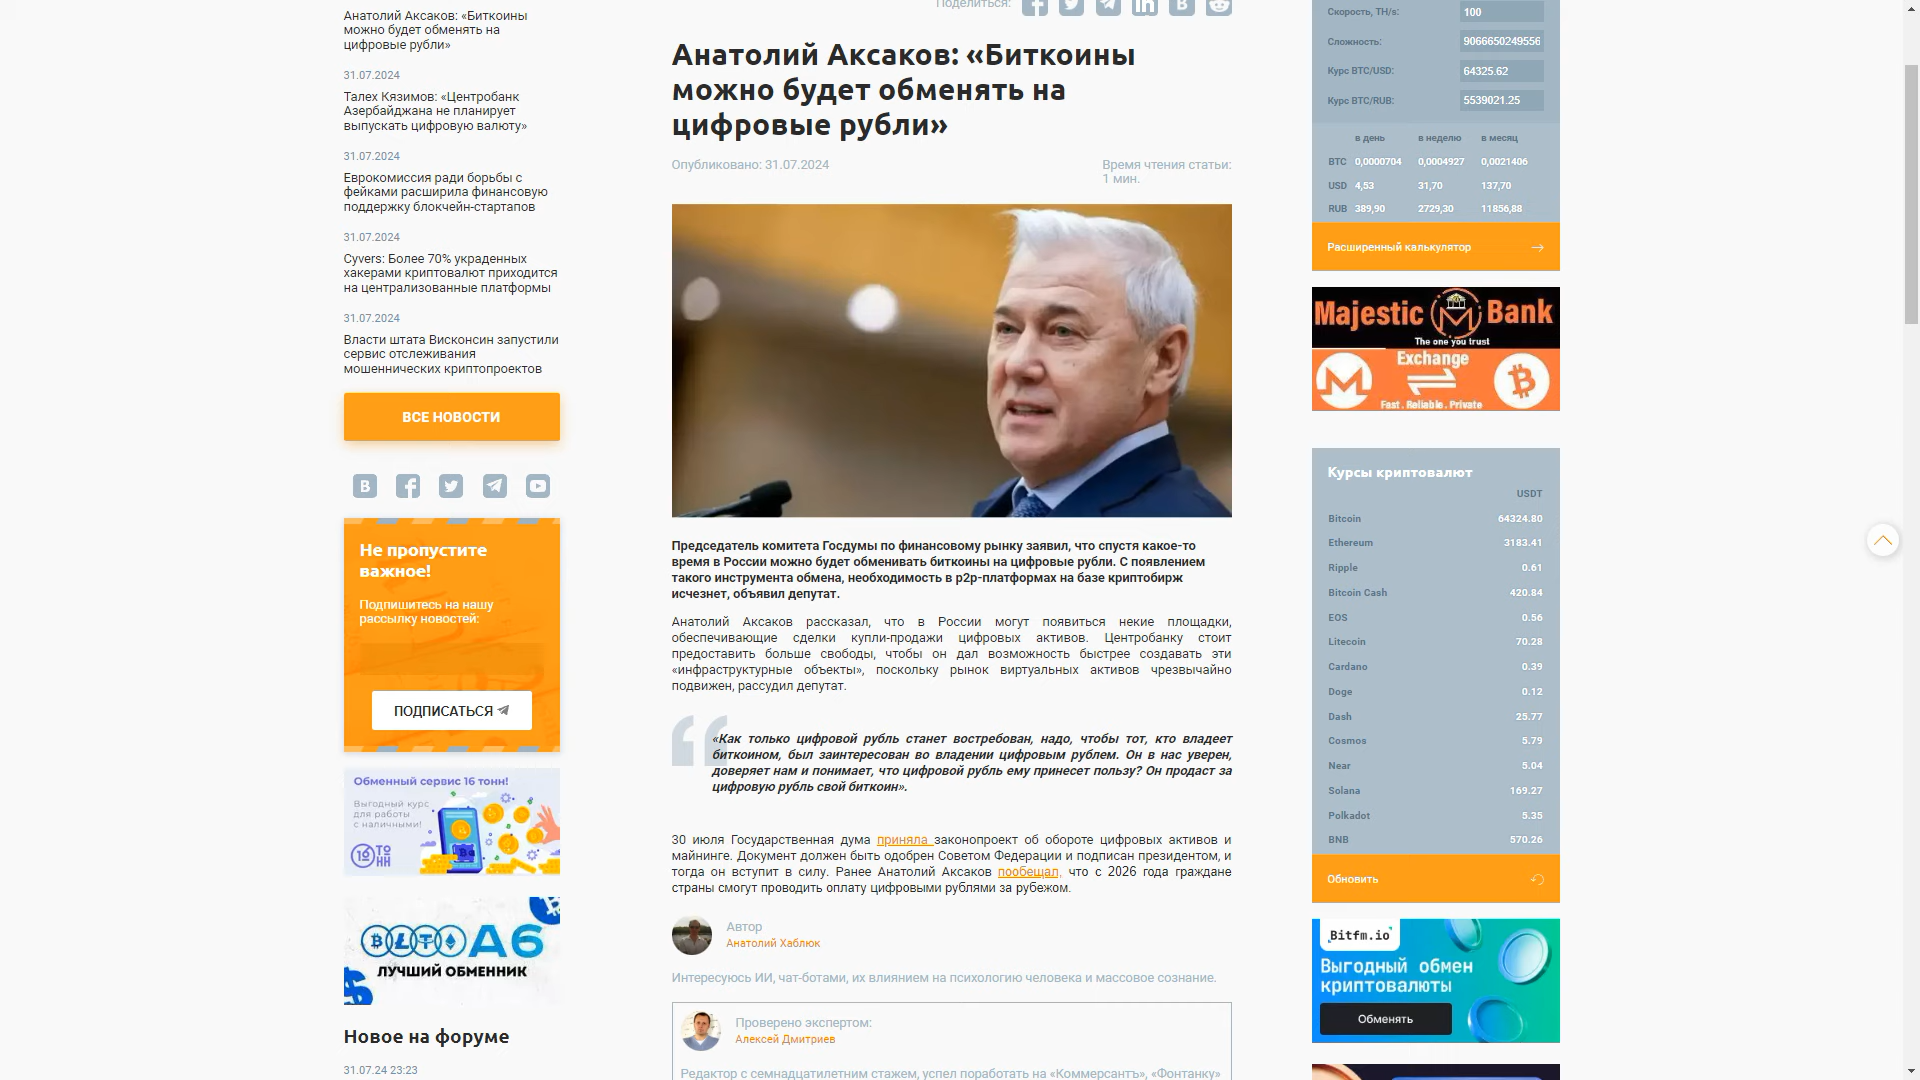 Анатолий Аксаков: «Биткоины
можно будет обменять на
цифровые рубли»
31.07.2024
Талех Кязимов: «Центробанк
Азербайджана не планирует
выпускать цифровую валюту»
31.07.2024
Еврокомиссия ради борьбы с
фейками расширила финансовую
поддержку блокчейн-стартапов
31.07.2024
Cyvers: Более 70% украденных
хакерами криптовалют приходится
на централизованные платформы
31.07.2024
Власти штата Висконсин запустили
сервис отслеживания
мошеннических криптопроектов
ВСЕ НОВОСТИ
Не пропустите
важное!
Подпишитесь на нашу
рассылку новостей:
ПОДПИСАТЬСЯ
Обменный сервис 16 тонн!
Выгодный курс
для работы
с наличными!
16 ТОНН
А6
ЛУЧШИЙ ОБМЕННИК
Новое на форуме
31.07.24 23:23
Поделиться:
Анатолий Аксаков: «Биткоины
можно будет обменять на
цифровые рубли»
Опубликовано: 31.07.2024
Время чтения статьи:
1 мин.
Председатель комитета Госдумы по финансовому рынку заявил, что спустя какое-то
время в России можно будет обменивать биткоины на цифровые рубли. С появлением
такого инструмента обмена, необходимость в p2p-платформах на базе криптобирж
исчезнет, объявил депутат.
Анатолий Аксаков рассказал, что в России могут появиться некие площадки,
обеспечивающие сделки купли-продажи цифровых активов. Центробанку стоит
предоставить больше свободы, чтобы он дал возможность быстрее создавать эти
«инфраструктурные объекты», поскольку рынок виртуальных активов чрезвычайно
подвижен, рассудил депутат.
«Как только цифровой рубль станет востребован, надо, чтобы тот, кто владеет
биткоином, был заинтересован во владении цифровым рублем. Он в нас уверен,
доверяет нам и понимает, что цифровой рубль ему принесет пользу? Он продаст за
цифровую рубль свой биткоин».
30 июля Государственная дума приняла законопроект об обороте цифровых активов и
майнинге. Документ должен быть одобрен Советом Федерации и подписан президентом, и
тогда он вступит в силу. Ранее Анатолий Аксаков пообещал, что с 2026 года граждане
страны смогут проводить оплату цифровыми рублями за рубежом.
Автор
Анатолий Хаблюк
Интересуюсь ИИ, чат-ботами, их влиянием на психологию человека и массовое сознание.
Проверено экспертом:
Алексей Дмитриев
Редактор с семнадцатилетним стажем, успел поработать на «Коммерсантъ», «Фонтанку»
Скорость, TH/s: 100
Сложность: 9066650249556
Курс BTC/USD: 64325.62
Курс BTC/RUB: 5539021.25
в день в неделю в месяц
BTC 0,0000704 0,0004927 0,0021406
USD 4,53 31,70 137,70
RUB 389,90 2729,30 11856,88
Расширенный калькулятор
Majestic Bank
The one you trust
Exchange
Fast. Reliable. Private
Курсы криптовалют
USDT
Bitcoin 64324.80
Ethereum 3183.41
Ripple 0.61
Bitcoin Cash 420.84
EOS 0.56
Litecoin 70.28
Cardano 0.39
Doge 0.12
Dash 25.77
Cosmos 5.79
Near 5.04
Solana 169.27
Polkadot 5.35
BNB 570.26
Обновить
Bitfm.io
Выгодный обмен
криптовалюты
Обменять